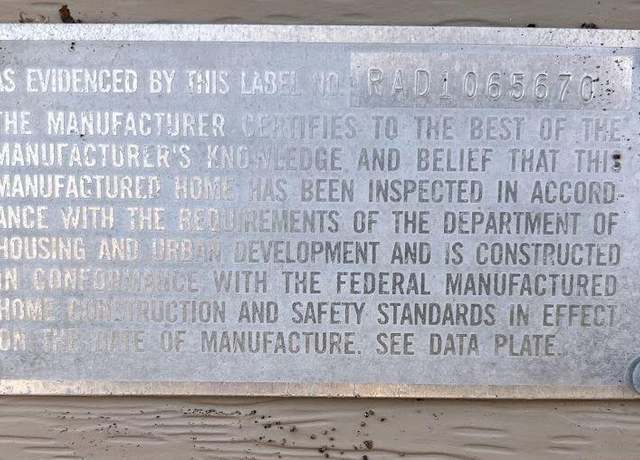 AS EVIDENCED BY THIS LABEL NO. RAD1065670
THE MANUFACTURER CERTIFIES TO THE BEST OF THE
MANUFACTURER'S KNOWLEDGE AND BELIEF THAT THIS
MANUFACTURED HOME HAS BEEN INSPECTED IN ACCORD-
ANCE WITH THE REQUIREMENTS OF THE DEPARTMENT OF
HOUSING AND URBAN DEVELOPMENT AND IS CONSTRUCTED
IN CONFORMANCE WITH THE FEDERAL MANUFACTURED
HOME CONSTRUCTION AND SAFETY STANDARDS IN EFFECT
ON THE DATE OF MANUFACTURE. SEE DATA PLATE.